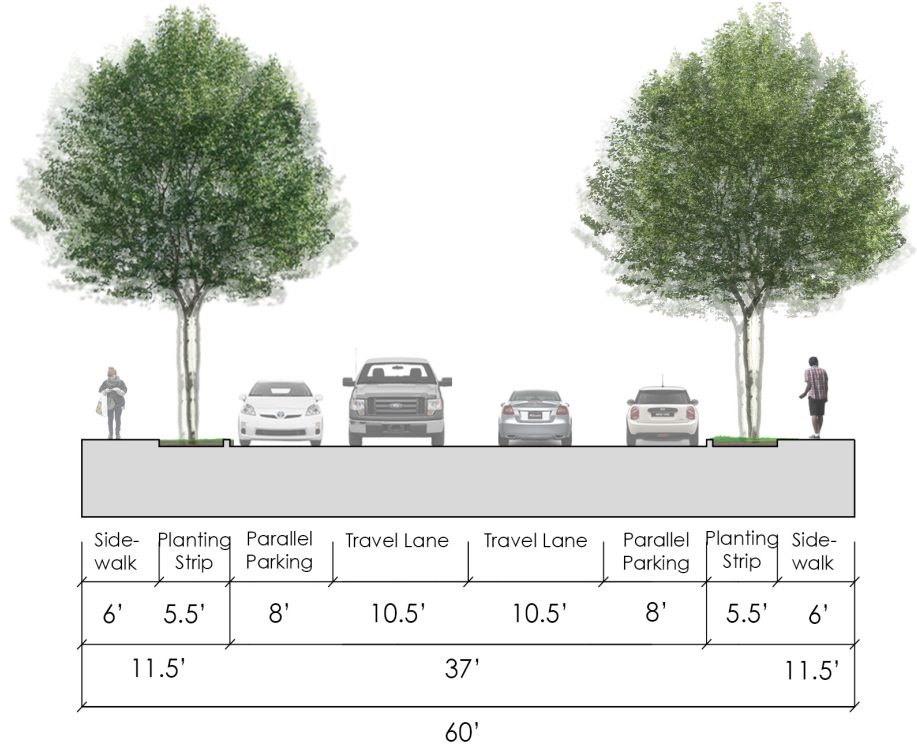 Side-
walk
Planting
Strip
Parallel
Parking
Travel Lane
Travel Lane
Parallel
Parking
Planting
Strip
Side-
walk
6’ 5.5’ 8’ 10.5’ 10.5’ 8’ 5.5’ 6’
11.5’ 37’ 11.5’
60’